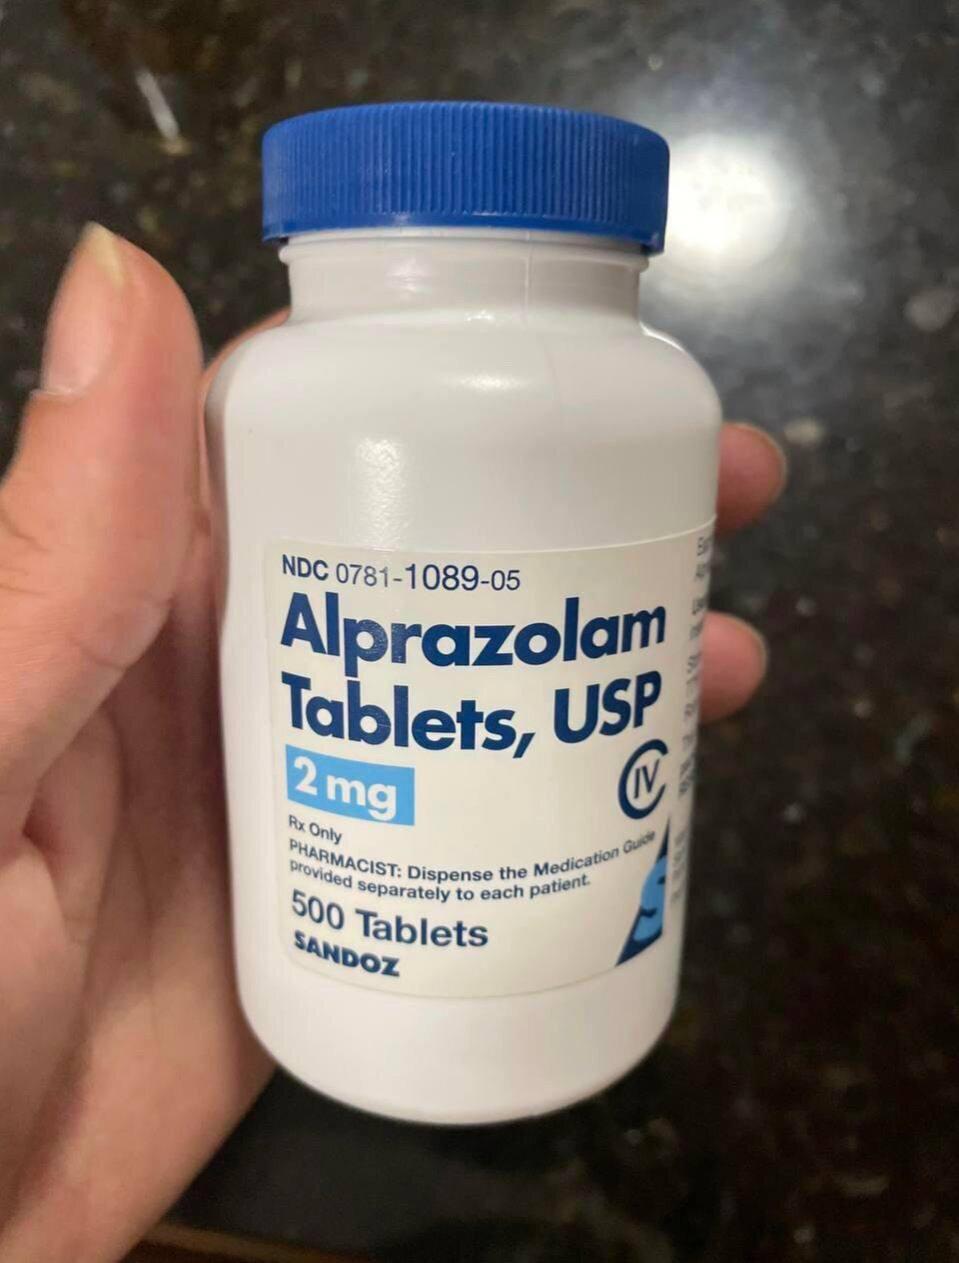 NDC 0781-1089-05
Alprazolam
Tablets, USP
2 mg
CIV
Rx Only
PHARMACIST: Dispense the Medication Guide
provided separately to each patient.
500 Tablets
SANDOZ